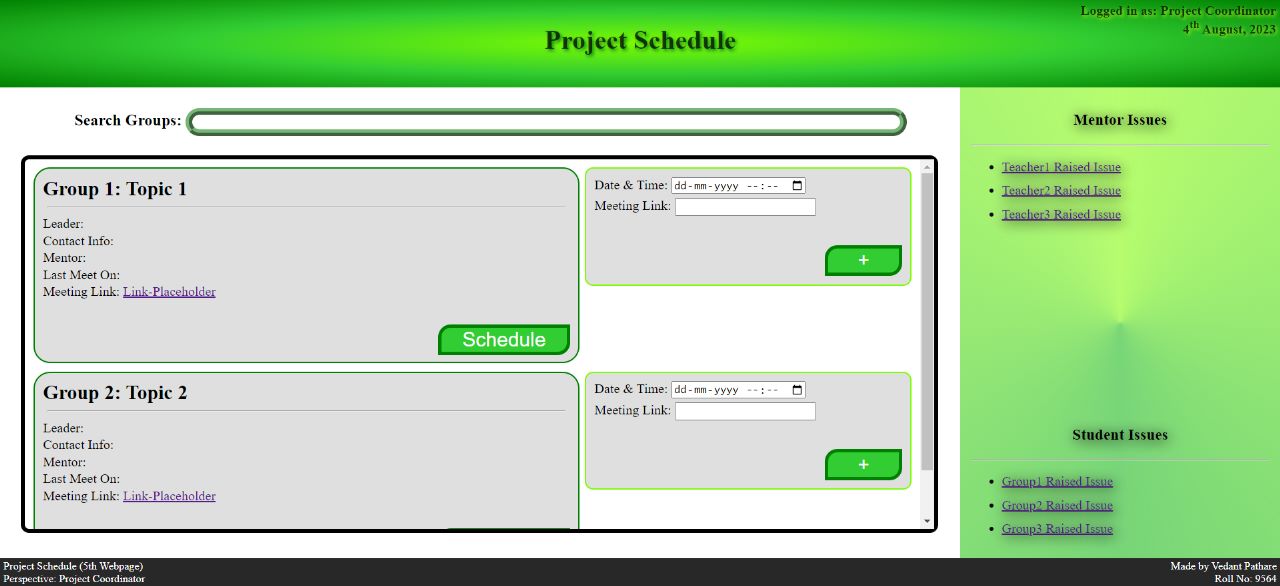 Logged in as: Project Coordinator
4th August, 2023
Project Schedule
Search Groups:
Group 1: Topic 1
Leader:
Contact Info:
Mentor:
Last Meet On:
Meeting Link: Link-Placeholder
Schedule
Date & Time: dd-mm-yyyy --:--
Meeting Link:
+
Group 2: Topic 2
Leader:
Contact Info:
Mentor:
Last Meet On:
Meeting Link: Link-Placeholder
Date & Time: dd-mm-yyyy --:--
Meeting Link:
+
Mentor Issues
Teacher1 Raised Issue
Teacher2 Raised Issue
Teacher3 Raised Issue
Student Issues
Group1 Raised Issue
Group2 Raised Issue
Group3 Raised Issue
Project Schedule (5th Webpage)
Perspective: Project Coordinator
Made by Vedant Pathare
Roll No: 9564